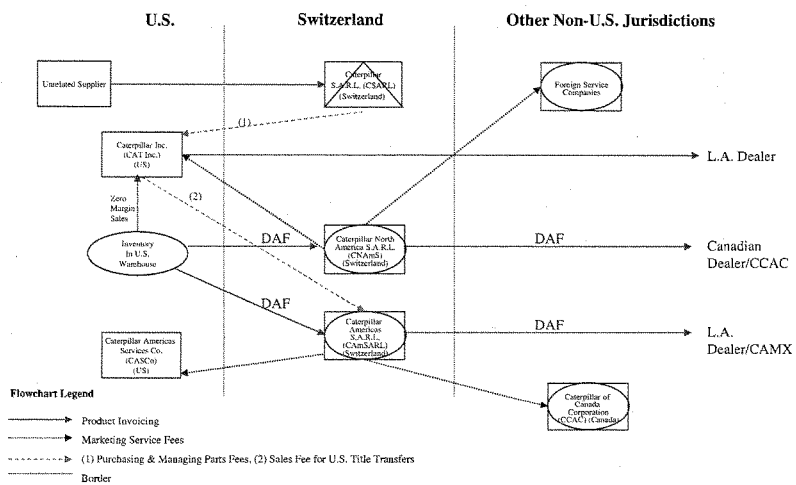 U.S.
Switzerland
Other Non-U.S. Jurisdictions
Unrelated Supplier
Caterpillar
S.A.R.L. (CSARL)
(Switzerland)
Foreign Service
Companies
(1)
Caterpillar Inc.
(CAT Inc.)
(US)
L.A. Dealer
Zero
Margin
Sales
(2)
Inventory
In U.S.
Warehouse
DAF
Caterpillar North
America S.A.R.L.
(CNAmS)
(Switzerland)
DAF
Canadian
Dealer/CCAC
DAF
Caterpillar
Americas
S.A.R.L.
(CAmSARL)
(Switzerland)
DAF
L.A.
Dealer/CAMX
Caterpillar Americas
Services Co.
(CASCo)
(US)
Caterpillar of
Canada
Corporation
(CCAC) (Canada)
Flowchart Legend
Product Invoicing
Marketing Service Fees
(1) Purchasing & Managing Parts Fees, (2) Sales Fee for U.S. Title Transfers
Border